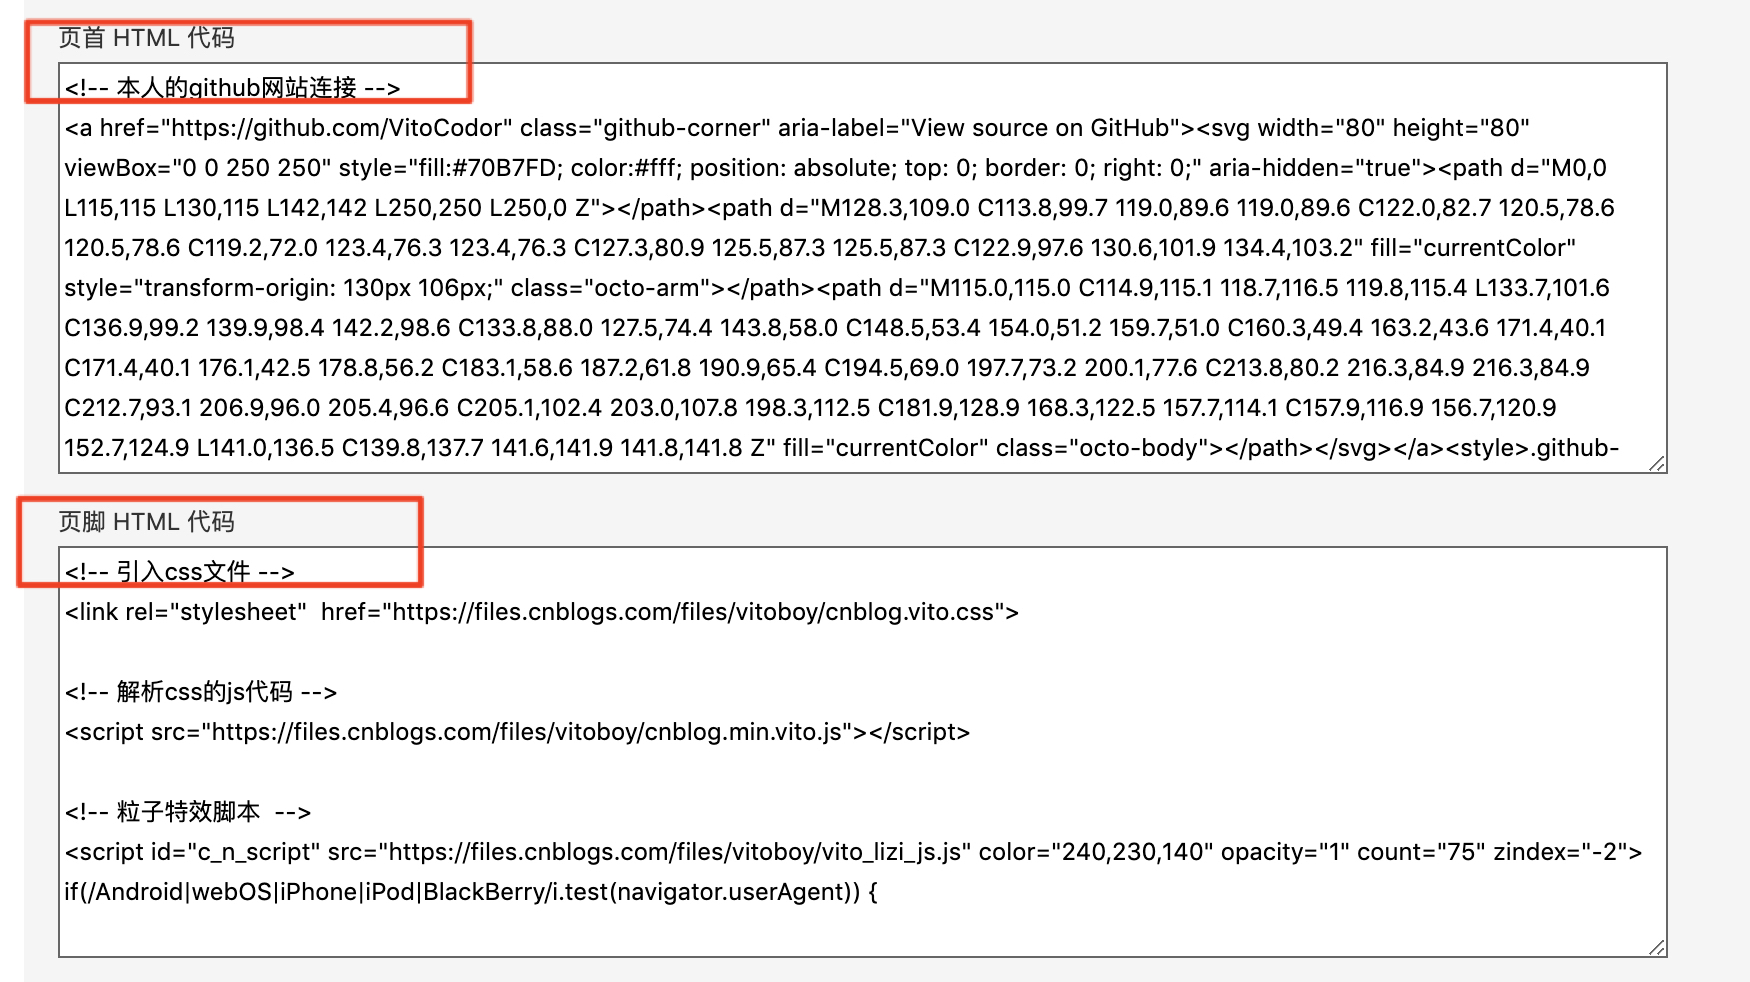 页首 HTML 代码
<!-- 本人的github网站连接 -->
<a href="https://github.com/VitoCodor" class="github-corner" aria-label="View source on GitHub"><svg width="80" height="80"
viewBox="0 0 250 250" style="fill:#70B7FD; color:#fff; position: absolute; top: 0; border: 0; right: 0;" aria-hidden="true"><path d="M0,0
L115,115 L130,115 L142,142 L250,250 L250,0 Z"></path><path d="M128.3,109.0 C113.8,99.7 119.0,89.6 119.0,89.6 C122.0,82.7 120.5,78.6
120.5,78.6 C119.2,72.0 123.4,76.3 123.4,76.3 C127.3,80.9 125.5,87.3 125.5,87.3 C122.9,97.6 130.6,101.9 134.4,103.2" fill="currentColor"
style="transform-origin: 130px 106px;" class="octo-arm"></path><path d="M115.0,115.0 C114.9,115.1 118.7,116.5 119.8,115.4 L133.7,101.6
C136.9,99.2 139.9,98.4 142.2,98.6 C133.8,88.0 127.5,74.4 143.8,58.0 C148.5,53.4 154.0,51.2 159.7,51.0 C160.3,49.4 163.2,43.6 171.4,40.1
C171.4,40.1 176.1,42.5 178.8,56.2 C183.1,58.6 187.2,61.8 190.9,65.4 C194.5,69.0 197.7,73.2 200.1,77.6 C213.8,80.2 216.3,84.9 216.3,84.9
C212.7,93.1 206.9,96.0 205.4,96.6 C205.1,102.4 203.0,107.8 198.3,112.5 C181.9,128.9 168.3,122.5 157.7,114.1 C157.9,116.9 156.7,120.9
152.7,124.9 L141.0,136.5 C139.8,137.7 141.6,141.9 141.8,141.8 Z" fill="currentColor" class="octo-body"></path></svg></a><style>.github-
页脚 HTML 代码
<!-- 引入css文件 -->
<link rel="stylesheet"  href="https://files.cnblogs.com/files/vitoboy/cnblog.vito.css">
<!-- 解析css的js代码 -->
<script src="https://files.cnblogs.com/files/vitoboy/cnblog.min.vito.js"></script>
<!-- 粒子特效脚本  -->
<script id="c_n_script" src="https://files.cnblogs.com/files/vitoboy/vito_lizi_js.js" color="240,230,140" opacity="1" count="75" zindex="-2">
if(/Android|webOS|iPhone|iPod|BlackBerry/i.test(navigator.userAgent)) {